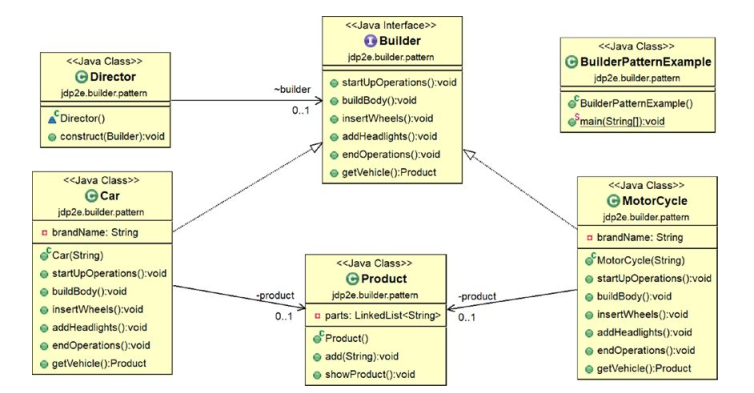 <<Java Interface>>
Builder
jdp2e.builder.pattern
startUpOperations():void
buildBody():void
insertWheels():void
addHeadlights():void
endOperations():void
getVehicle():Product
<<Java Class>>
Director
jdp2e.builder.pattern
Director()
construct(Builder):void
~builder
0..1
<<Java Class>>
BuilderPatternExample
jdp2e.builder.pattern
BuilderPatternExample()
main(String[]):void
<<Java Class>>
Car
jdp2e.builder.pattern
brandName: String
Car(String)
startUpOperations():void
buildBody():void
insertWheels():void
addHeadlights():void
endOperations():void
getVehicle():Product
-product
0..1
<<Java Class>>
Product
jdp2e.builder.pattern
parts: LinkedList<String>
Product()
add(String):void
showProduct():void
-product
0..1
<<Java Class>>
MotorCycle
jdp2e.builder.pattern
brandName: String
MotorCycle(String)
startUpOperations():void
buildBody():void
insertWheels():void
addHeadlights():void
endOperations():void
getVehicle():Product